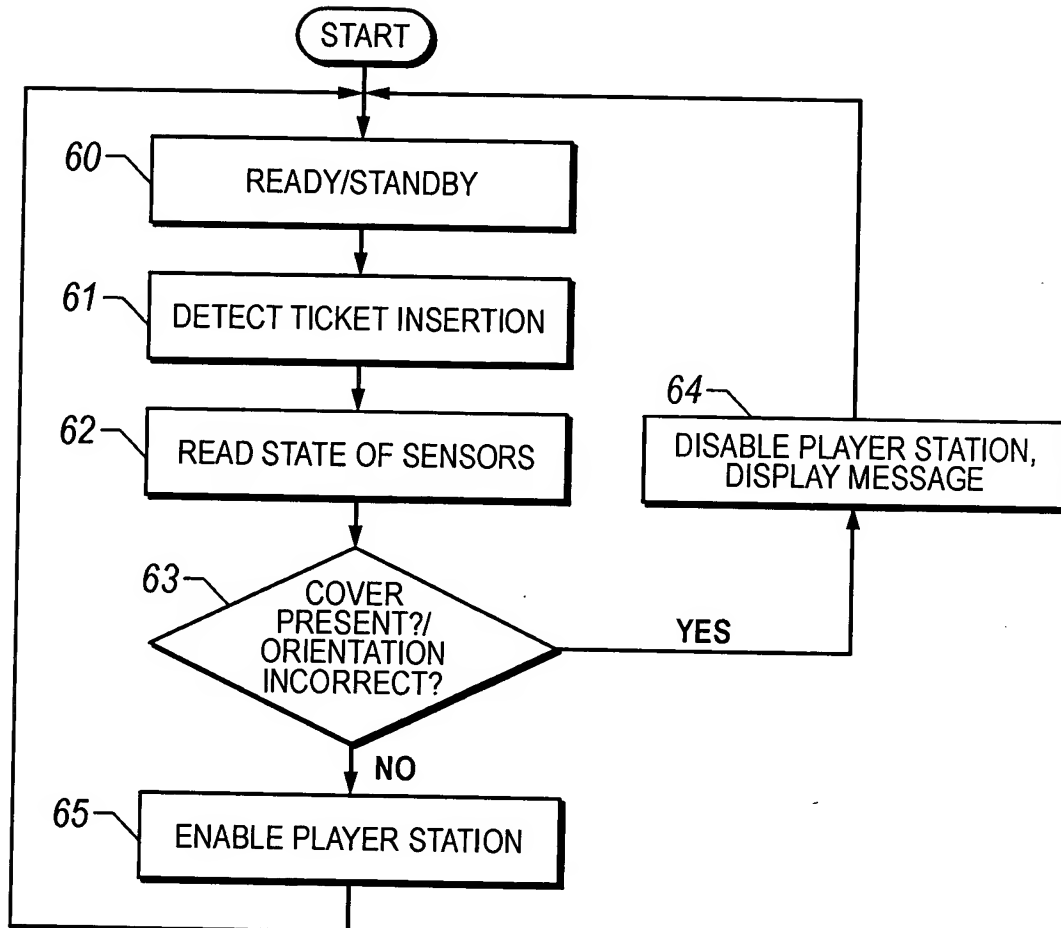 START
60
READY/STANDBY
61
DETECT TICKET INSERTION
62
READ STATE OF SENSORS
64
DISABLE PLAYER STATION,
DISPLAY MESSAGE
63
COVER
PRESENT?/
ORIENTATION
INCORRECT?
YES
NO
65
ENABLE PLAYER STATION